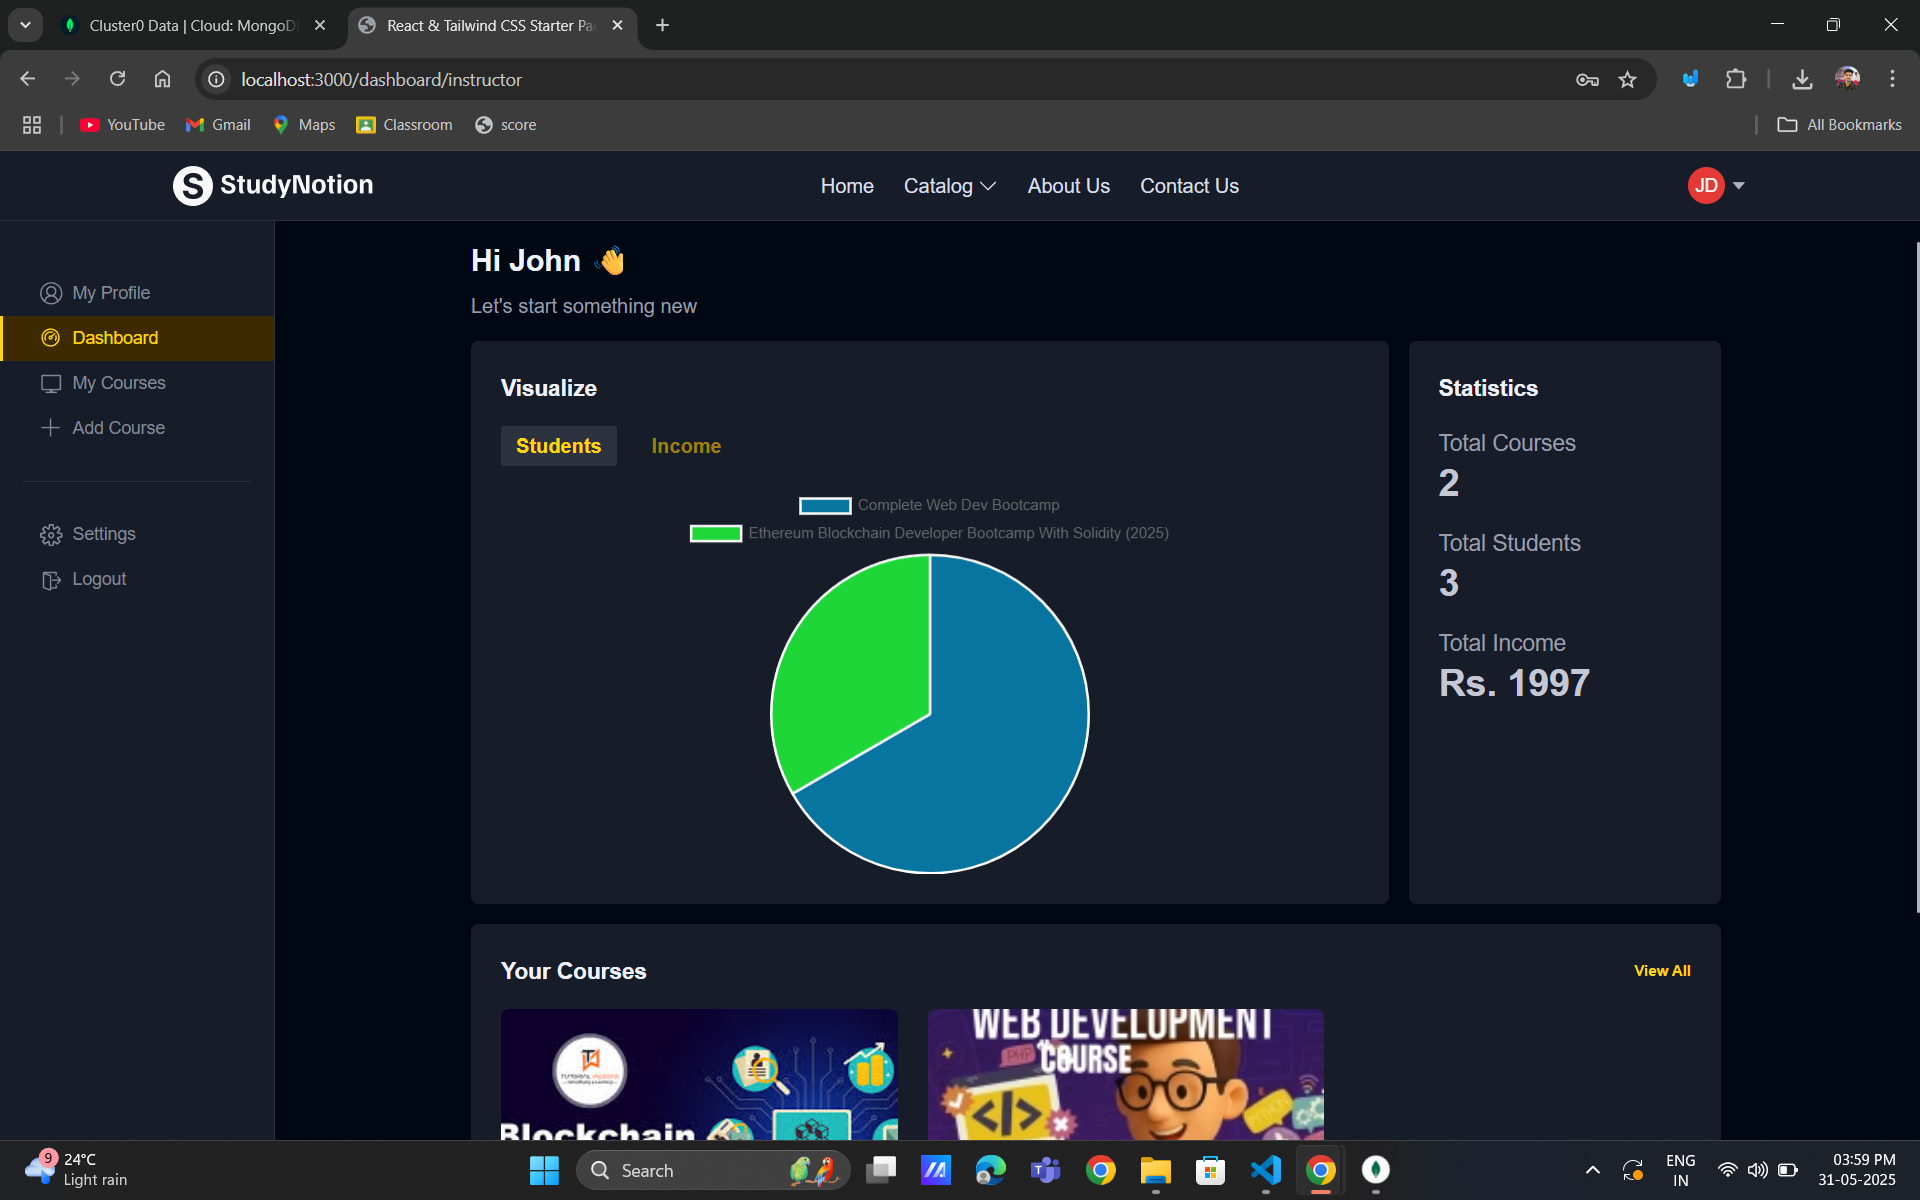 Cluster0 Data | Cloud: MongoD
React & Tailwind CSS Starter Pa
localhost:3000/dashboard/instructor
YouTube
Gmail
Maps
Classroom
score
All Bookmarks
S StudyNotion
Home
Catalog
About Us
Contact Us
JD
My Profile
Dashboard
My Courses
Add Course
Settings
Logout
Hi John 👋
Let's start something new
Visualize
Students
Income
Complete Web Dev Bootcamp
Ethereum Blockchain Developer Bootcamp With Solidity (2025)
Statistics
Total Courses
2
Total Students
3
Total Income
Rs. 1997
Your Courses
View All
Blockchain
WEB DEVELOPMENT
COURSE
PHP
</>
PYTHON
9
24°C
Light rain
Search
ENG
IN
03:59 PM
31-05-2025